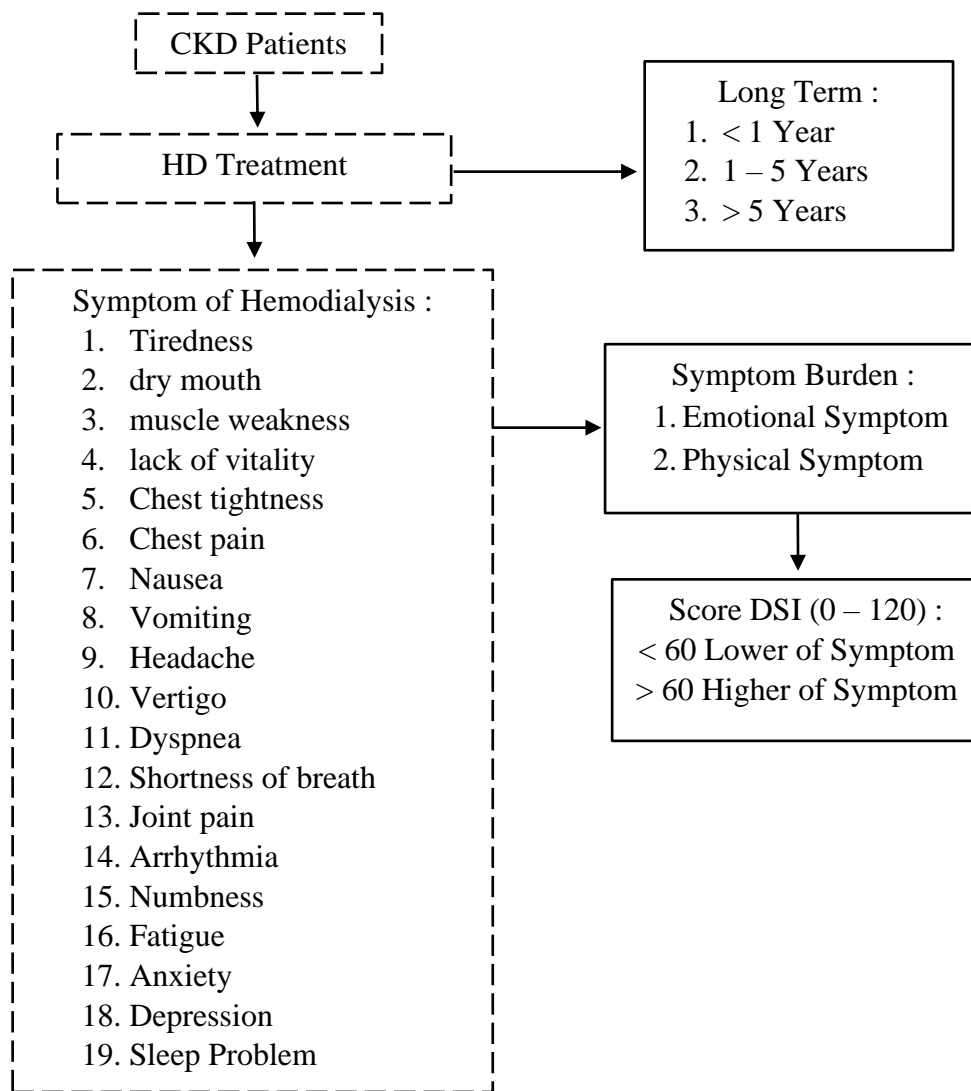 CKD Patients
HD Treatment
Long Term :
1. < 1 Year
2. 1 – 5 Years
3. > 5 Years
Symptom of Hemodialysis :
1. Tiredness
2. dry mouth
3. muscle weakness
4. lack of vitality
5. Chest tightness
6. Chest pain
7. Nausea
8. Vomiting
9. Headache
10. Vertigo
11. Dyspnea
12. Shortness of breath
13. Joint pain
14. Arrhythmia
15. Numbness
16. Fatigue
17. Anxiety
18. Depression
19. Sleep Problem
Symptom Burden :
1. Emotional Symptom
2. Physical Symptom
Score DSI (0 – 120) :
< 60 Lower of Symptom
> 60 Higher of Symptom